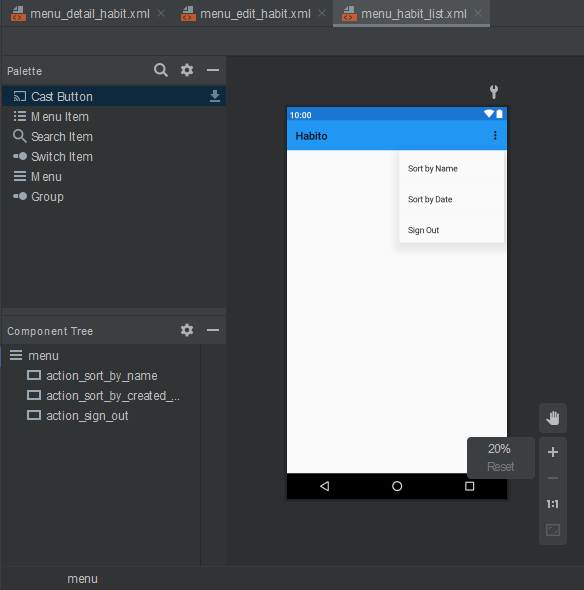 menu_detail_habit.xml
menu_edit_habit.xml
menu_habit_list.xml
Palette
Cast Button
Menu Item
Search Item
Switch Item
Menu
Group
10:00
Habito
Sort by Name
Sort by Date
Sign Out
Component Tree
menu
action_sort_by_name
action_sort_by_created_...
action_sign_out
20%
Reset
1:1
menu